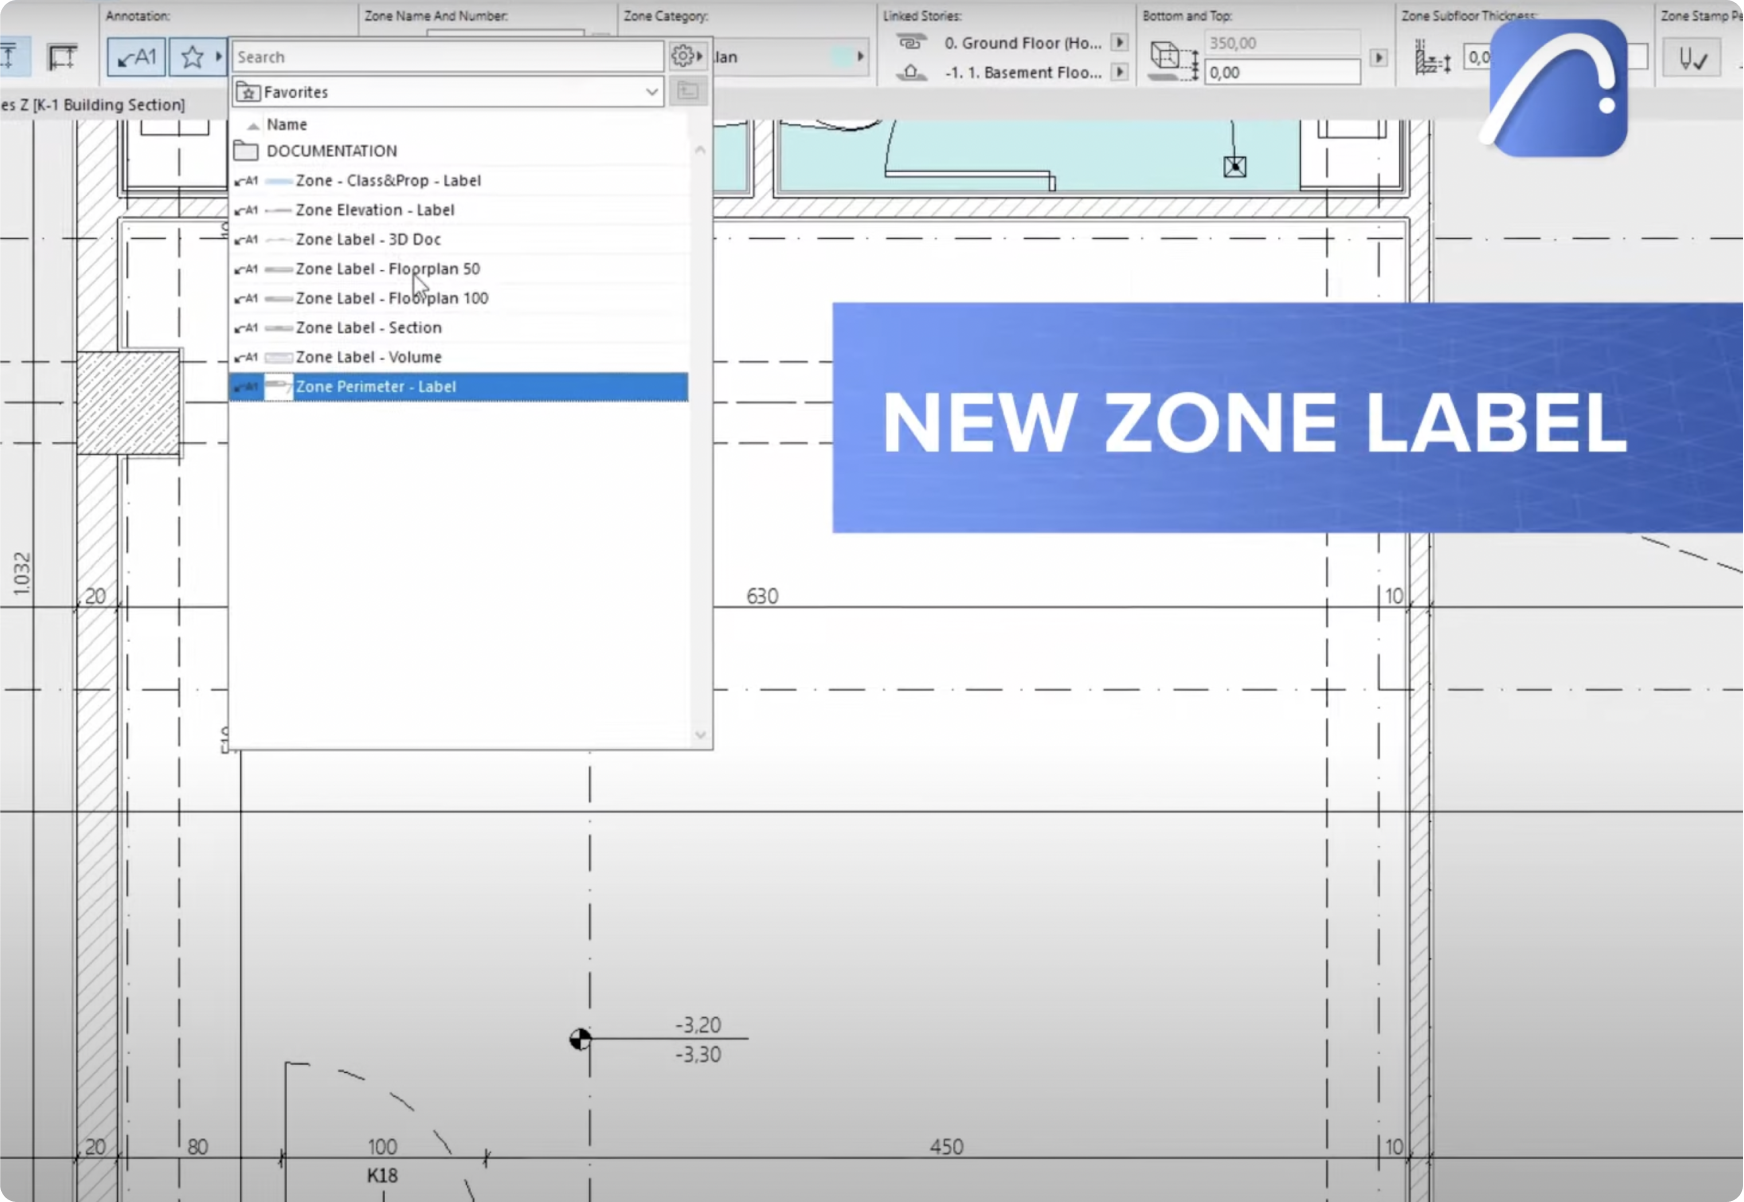 Annotation:
Zone Name And Number:
Zone Category:
Linked Stories:
Bottom and Top:
Zone Subfloor Thickness:
Zone Stamp Pe
A1
Search
lan
0. Ground Floor (Ho...
-1. 1. Basement Floo...
350,00
0,00
0,0
es Z [K-1 Building Section]
Favorites
Name
DOCUMENTATION
A1 Zone - Class&Prop - Label
A1 Zone Elevation - Label
A1 Zone Label - 3D Doc
A1 Zone Label - Floorplan 50
A1 Zone Label - Floorplan 100
A1 Zone Label - Section
A1 Zone Label - Volume
A1 Zone Perimeter - Label
NEW ZONE LABEL
1.032
20
630
10
-3,20
-3,30
20
80
100
450
10
K18